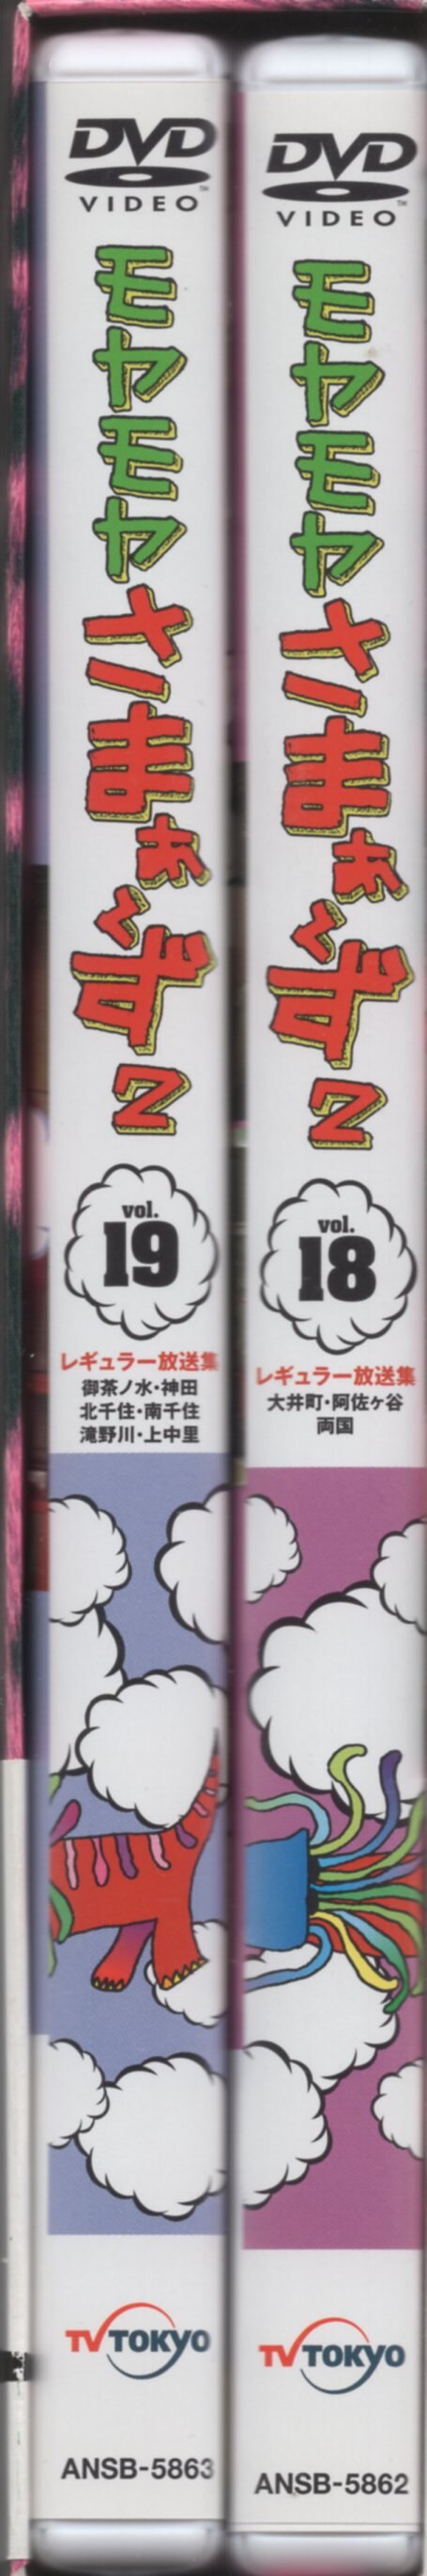 DVD
VIDEO
モヤモヤさまぁ~ず2
vol.
19
レギュラー放送集
御茶ノ水・神田
北千住・南千住
滝野川・上中里
TV TOKYO
ANSB-5863
DVD
VIDEO
モヤモヤさまぁ~ず2
vol.
18
レギュラー放送集
大井町・阿佐ヶ谷
両国
TV TOKYO
ANSB-5862